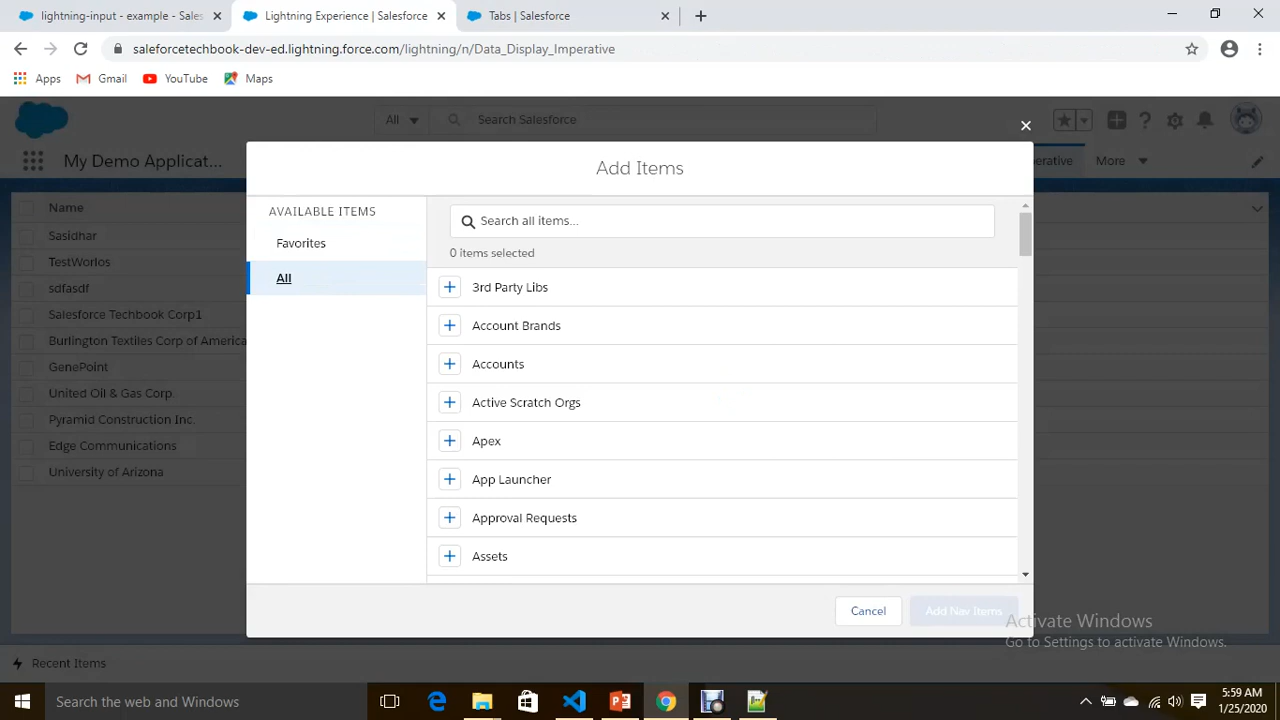 lightning-input - example - Sales
Lightning Experience | Salesforce
Tabs | Salesforce
saleforcetechbook-dev-ed.lightning.force.com/lightning/n/Data_Display_Imperative
Apps
Gmail
YouTube
Maps
All
Search Salesforce
My Demo Applicat...
erative
More
Add Items
Name
Sasidhar
TestWorlos
sdfasdf
Salesforce Techbook Corp1
Burlington Textiles Corp of America
GenePoint
United Oil & Gas Corp.
Pyramid Construction Inc.
Edge Communications
University of Arizona
AVAILABLE ITEMS
Favorites
All
Search all items...
0 items selected
3rd Party Libs
Account Brands
Accounts
Active Scratch Orgs
Apex
App Launcher
Approval Requests
Assets
Cancel
Add Nav Items
Activate Windows
Go to Settings to activate Windows.
Recent Items
Search the web and Windows
5:59 AM
1/25/2020